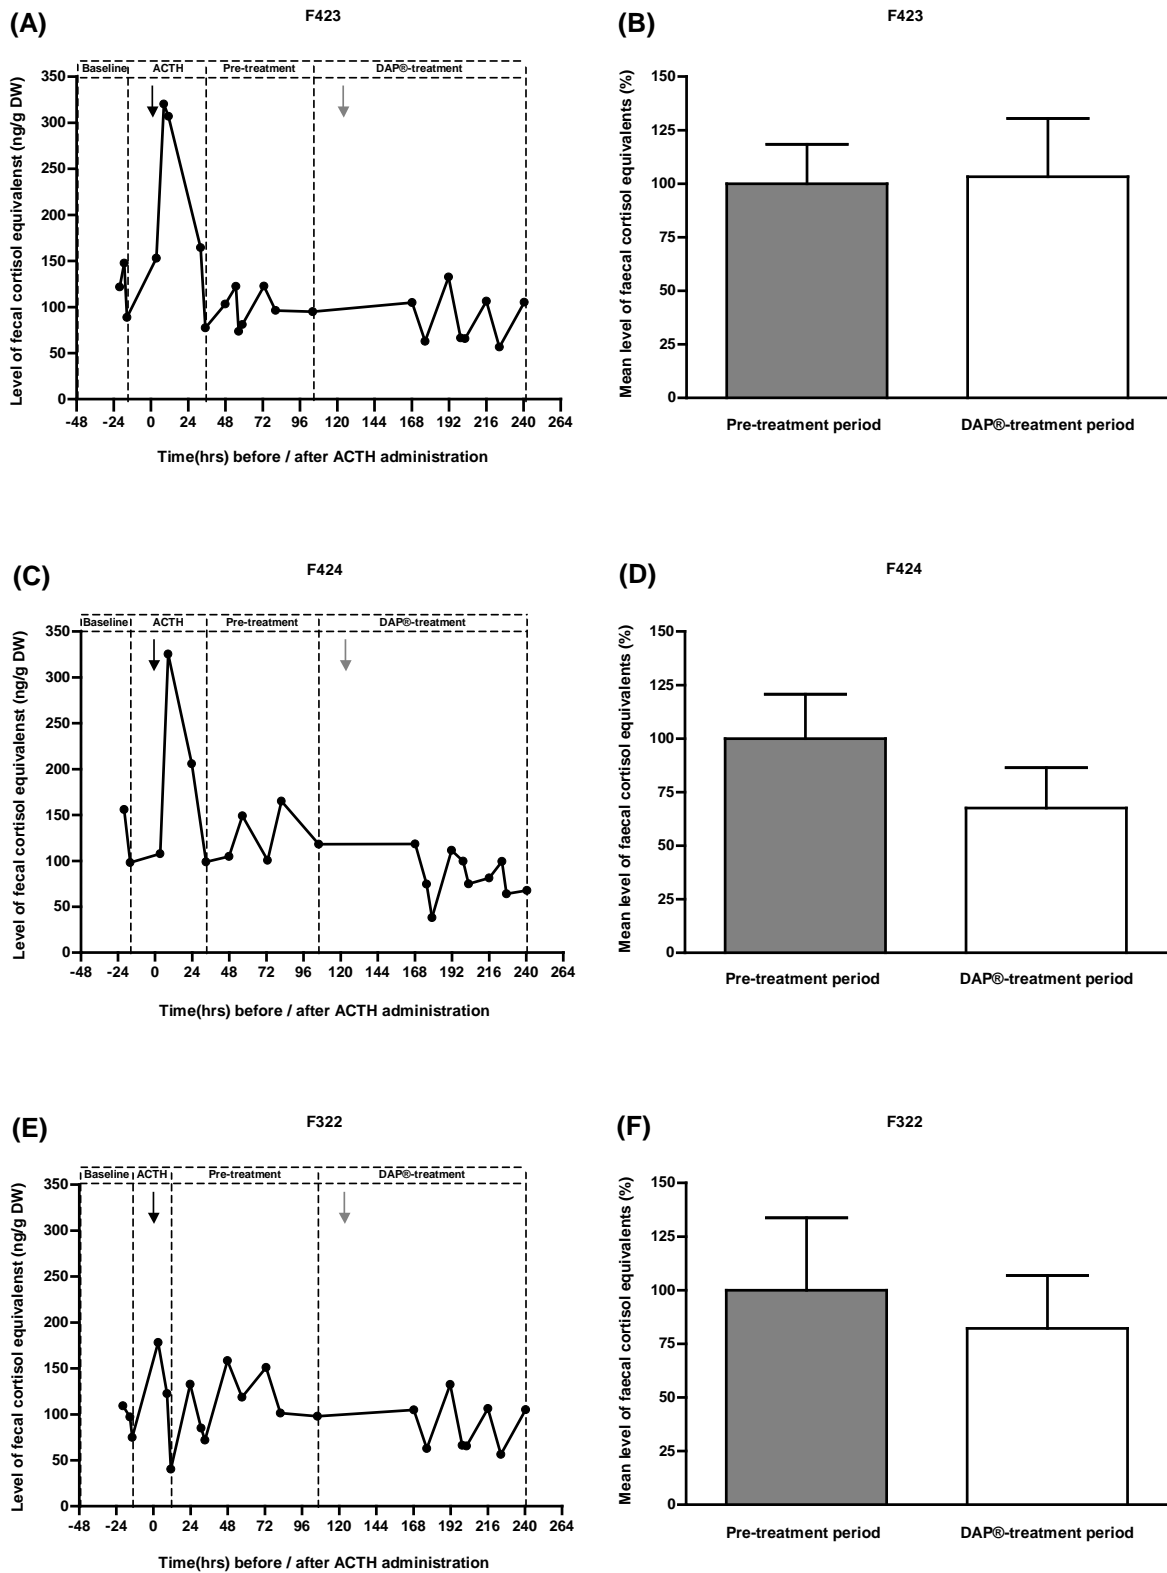 (A)
F423
Level of fecal cortisol equivalenst (ng/g DW)
Baseline ACTH Pre-treatment DAP®-treatment
350
300
250
200
150
100
50
0
-48 -24 0 24 48 72 96 120 144 168 192 216 240 264
Time(hrs) before / after ACTH administration
(B)
F423
Mean level of faecal cortisol equivalents (%)
150
125
100
75
50
25
0
Pre-treatment period DAP®-treatment period
(C)
F424
Level of fecal cortisol equivalenst (ng/g DW)
Baseline ACTH Pre-treatment DAP®-treatment
350
300
250
200
150
100
50
0
-48 -24 0 24 48 72 96 120 144 168 192 216 240 264
Time(hrs) before / after ACTH administration
(D)
F424
Mean level of faecal cortisol equivalents (%)
150
125
100
75
50
25
0
Pre-treatment period DAP®-treatment period
(E)
F322
Level of fecal cortisol equivalenst (ng/g DW)
Baseline ACTH Pre-treatment DAP®-treatment
350
300
250
200
150
100
50
0
-48 -24 0 24 48 72 96 120 144 168 192 216 240 264
Time(hrs) before / after ACTH administration
(F)
F322
Mean level of faecal cortisol equivalents (%)
150
125
100
75
50
25
0
Pre-treatment period DAP®-treatment period